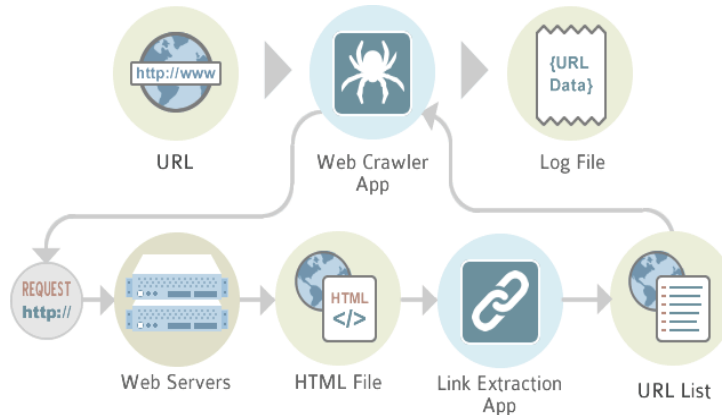 http://www
{URL
Data}
URL
Web Crawler
App
Log File
REQUEST
http://
HTML
</>
Web Servers
HTML File
Link Extraction
App
URL List